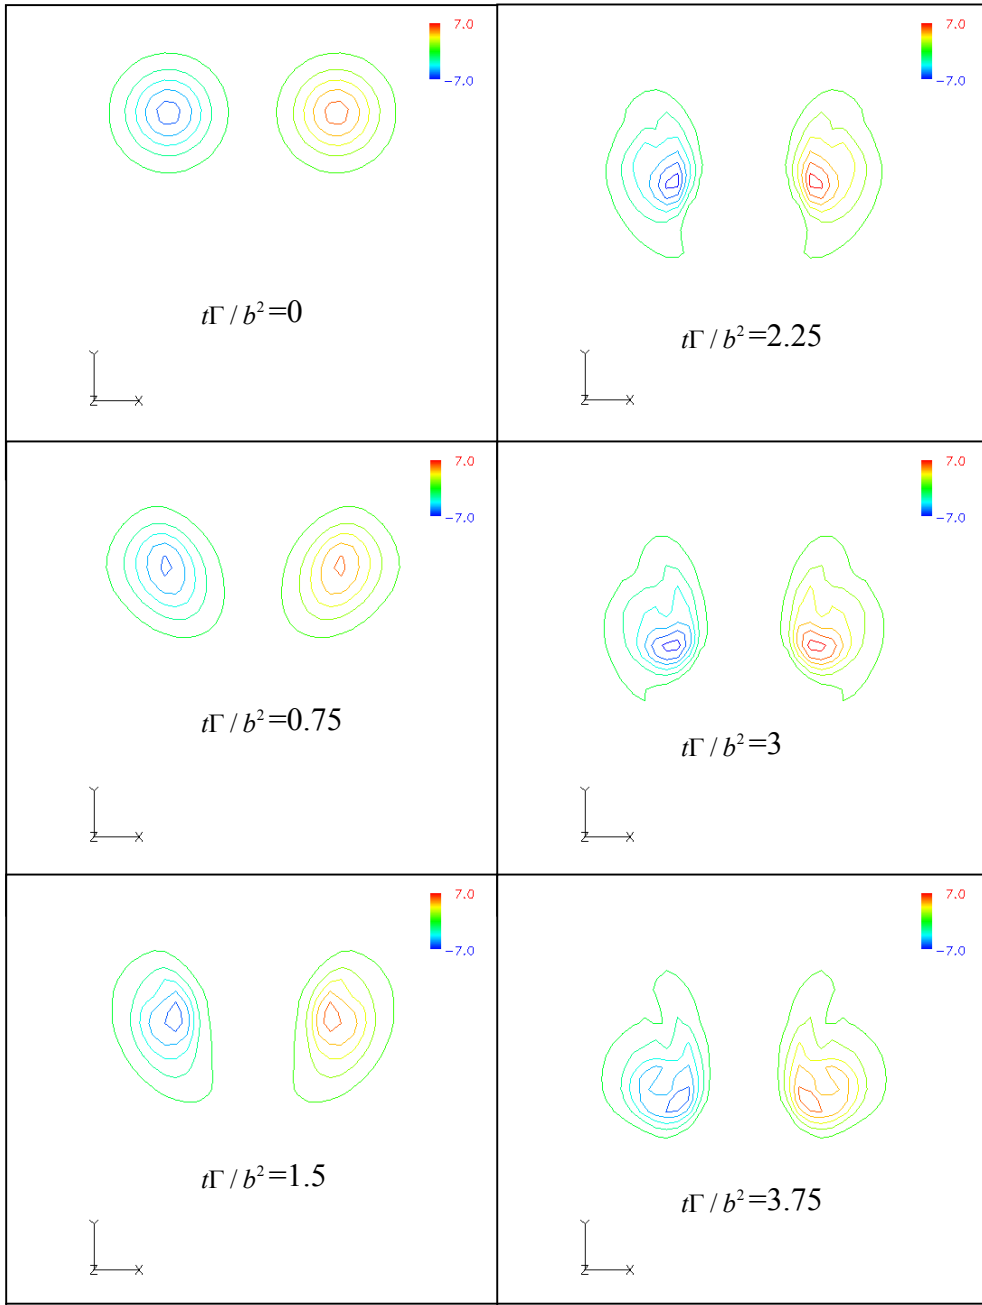 7.0
-7.0
tΓ / b²=0
Y
Z X
7.0
-7.0
tΓ / b²=2.25
Y
Z X
7.0
-7.0
tΓ / b²=0.75
Y
Z X
7.0
-7.0
tΓ / b²=3
Y
Z X
7.0
-7.0
tΓ / b²=1.5
Y
Z X
7.0
-7.0
tΓ / b²=3.75
Y
Z X